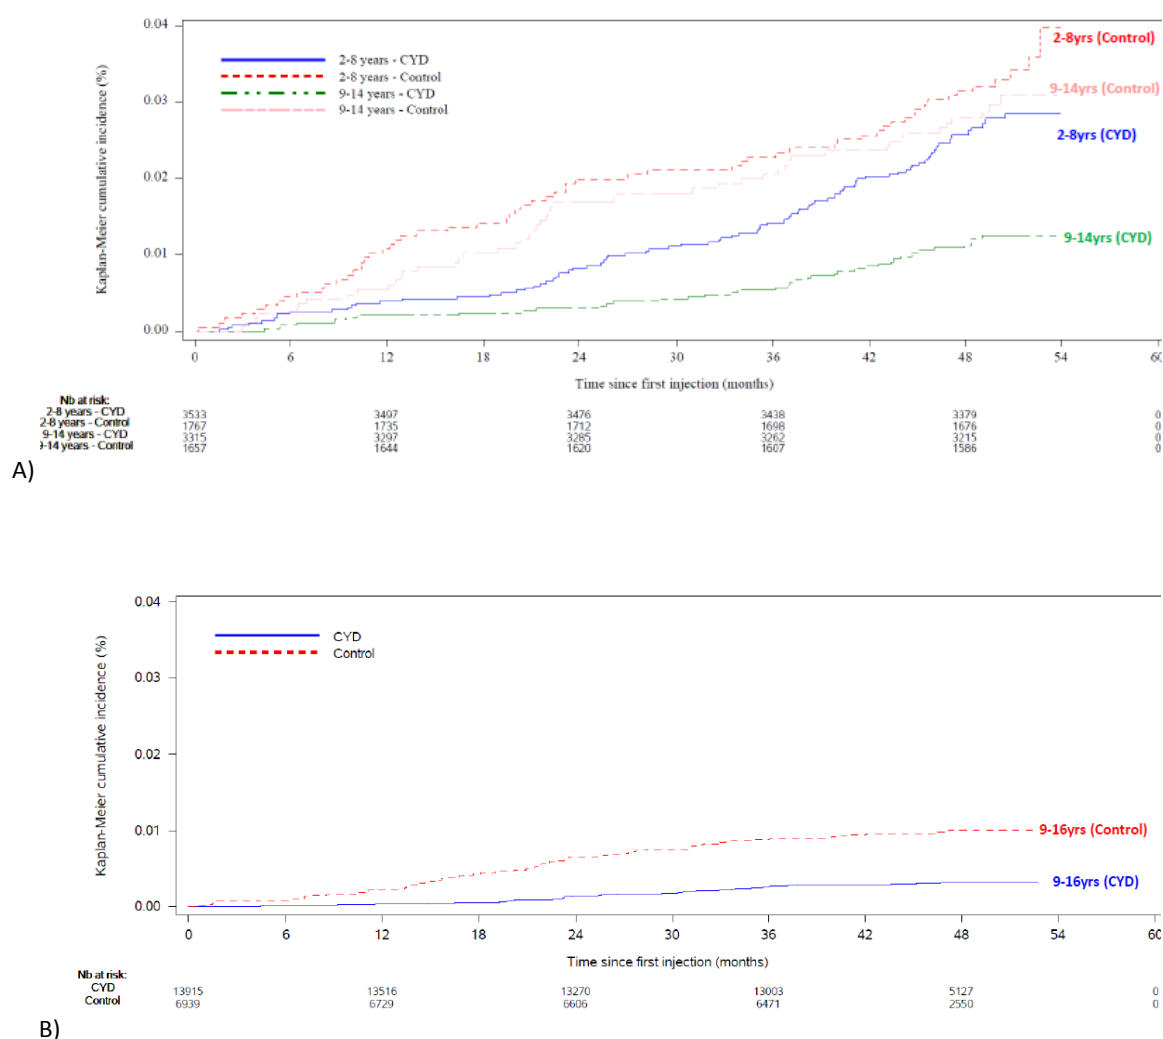 0.04
0.03
0.02
0.01
0.00
Kaplan-Meier cumulative incidence (%)
2-8 years - CYD
2-8 years - Control
9-14 years - CYD
9-14 years - Control
2-8yrs (Control)
9-14yrs (Control)
2-8yrs (CYD)
9-14yrs (CYD)
0 6 12 18 24 30 36 42 48 54 60
Time since first injection (months)
Nb at risk:
2-8 years - CYD 3533 3497 3476 3438 3379 0
2-8 years - Control 1767 1735 1712 1698 1676 0
9-14 years - CYD 3315 3297 3285 3262 3215 0
9-14 years - Control 1657 1644 1620 1607 1586 0
A)
0.04
0.03
0.02
0.01
0.00
Kaplan-Meier cumulative incidence (%)
CYD
Control
9-16yrs (Control)
9-16yrs (CYD)
0 6 12 18 24 30 36 42 48 54 60
Time since first injection (months)
Nb at risk:
CYD 13915 13516 13270 13003 5127 0
Control 6939 6729 6606 6471 2550 0
B)